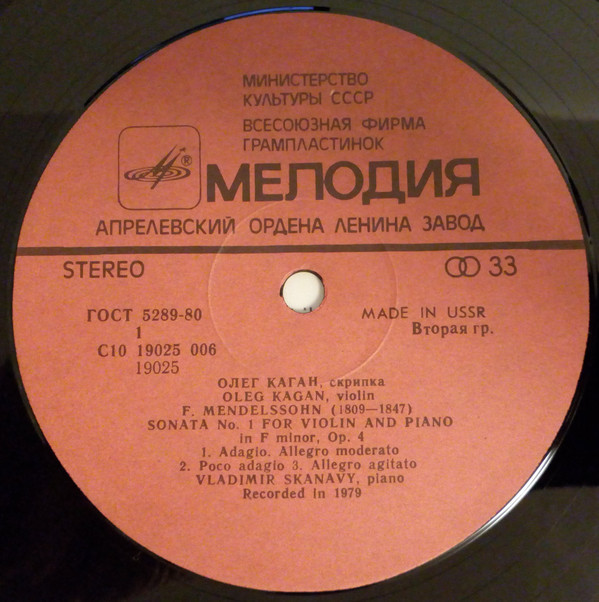 МИНИСТЕРСТВО
КУЛЬТУРЫ СССР
ВСЕСОЮЗНАЯ ФИРМА
ГРАМПЛАСТИНОК
®
МЕЛОДИЯ
АПРЕЛЕВСКИЙ ОРДЕНА ЛЕНИНА ЗАВОД
STEREO
33
ГОСТ 5289-80
MADE IN USSR
1
Вторая гр.
С10 19025 006
19025
ОЛЕГ КАГАН, скрипка
OLEG KAGAN, violin
F. MENDELSSOHN (1809—1847)
SONATA No. 1 FOR VIOLIN AND PIANO
in F minor, Op. 4
1. Adagio. Allegro moderato
2. Poco adagio 3. Allegro agitato
VLADIMIR SKANAVY, piano
Recorded in 1979